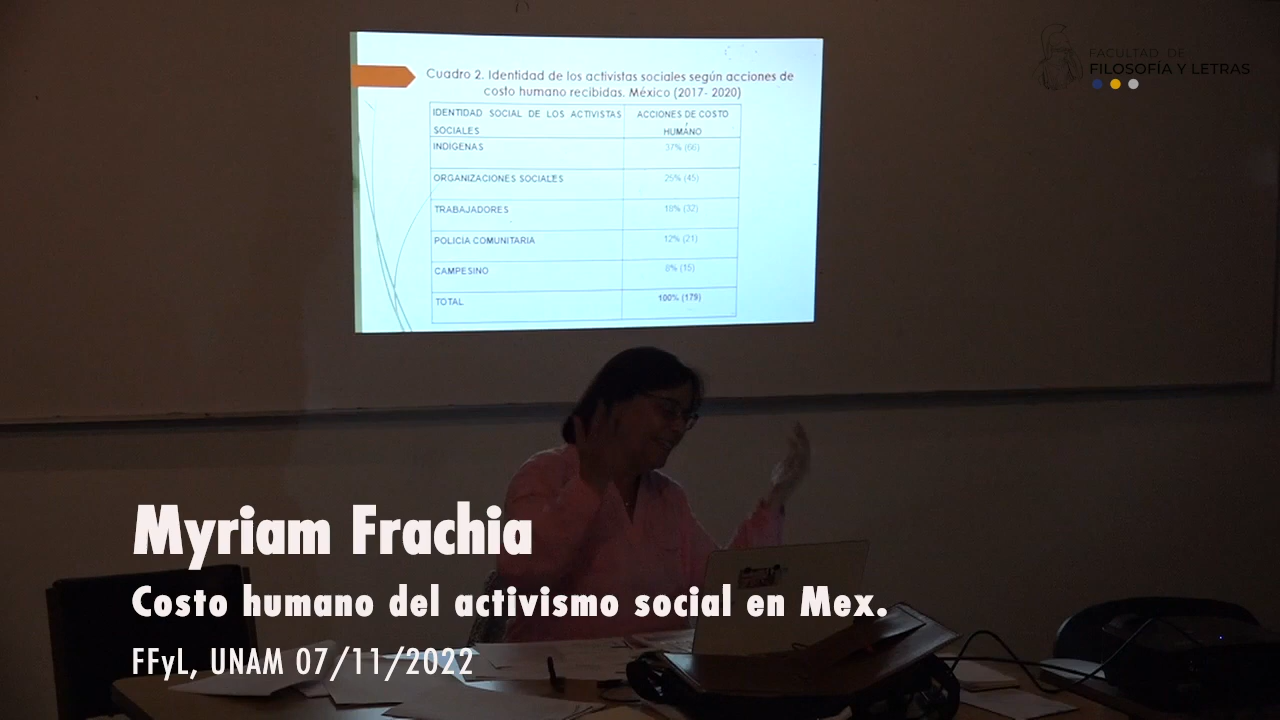 FACULTAD DE
FILOSOFÍA Y LETRAS
Cuadro 2. Identidad de los activistas sociales según acciones de
costo humano recibidas. México (2017- 2020)
IDENTIDAD SOCIAL DE LOS ACTIVISTAS
SOCIALES
ACCIONES DE COSTO
HUMANO
INDIGENAS
37% (66)
ORGANIZACIONES SOCIALES
25% (45)
TRABAJADORES
18% (32)
POLICÍA COMUNITARIA
12% (21)
CAMPESINO
8% (15)
TOTAL
100% (179)
Myriam Frachia
Costo humano del activismo social en Mex.
FFyL, UNAM 07/11/2022